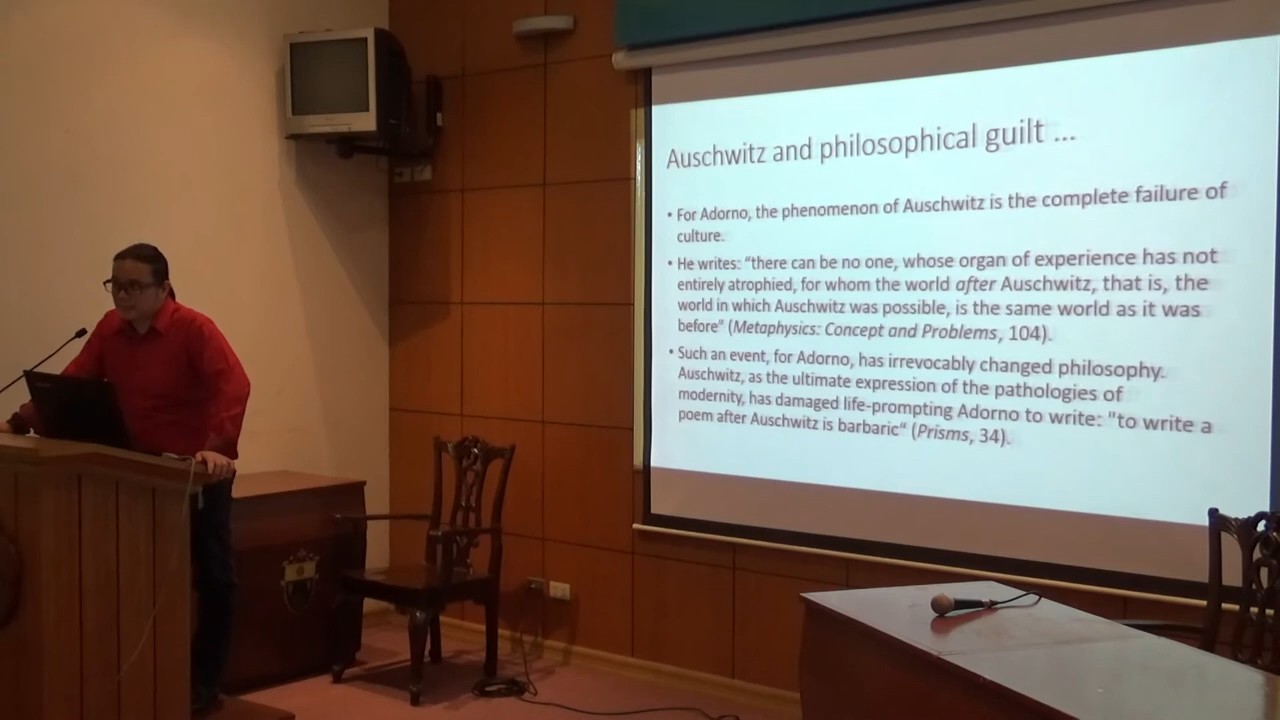 Auschwitz and philosophical guilt ...
• For Adorno, the phenomenon of Auschwitz is the complete failure of
culture.
• He writes: “there can be no one, whose organ of experience has not
entirely atrophied, for whom the world after Auschwitz, that is, the
world in which Auschwitz was possible, is the same world as it was
before” (Metaphysics: Concept and Problems, 104).
• Such an event, for Adorno, has irrevocably changed philosophy.
Auschwitz, as the ultimate expression of the pathologies of
modernity, has damaged life-prompting Adorno to write: "to write a
poem after Auschwitz is barbaric“ (Prisms, 34).